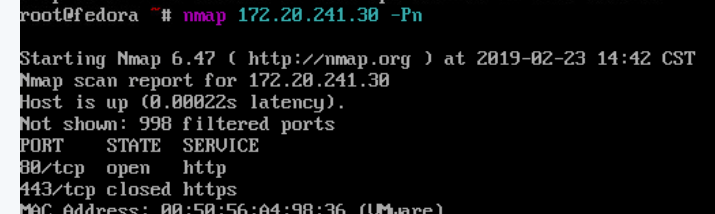 root@fedora ~# nmap 172.20.241.30 -Pn
Starting Nmap 6.47 ( http://nmap.org ) at 2019-02-23 14:42 CST
Nmap scan report for 172.20.241.30
Host is up (0.00022s latency).
Not shown: 998 filtered ports
PORT    STATE  SERVICE
80/tcp  open   http
443/tcp closed https
MAC Address: 00:50:56:A4:98:36 (VMware)